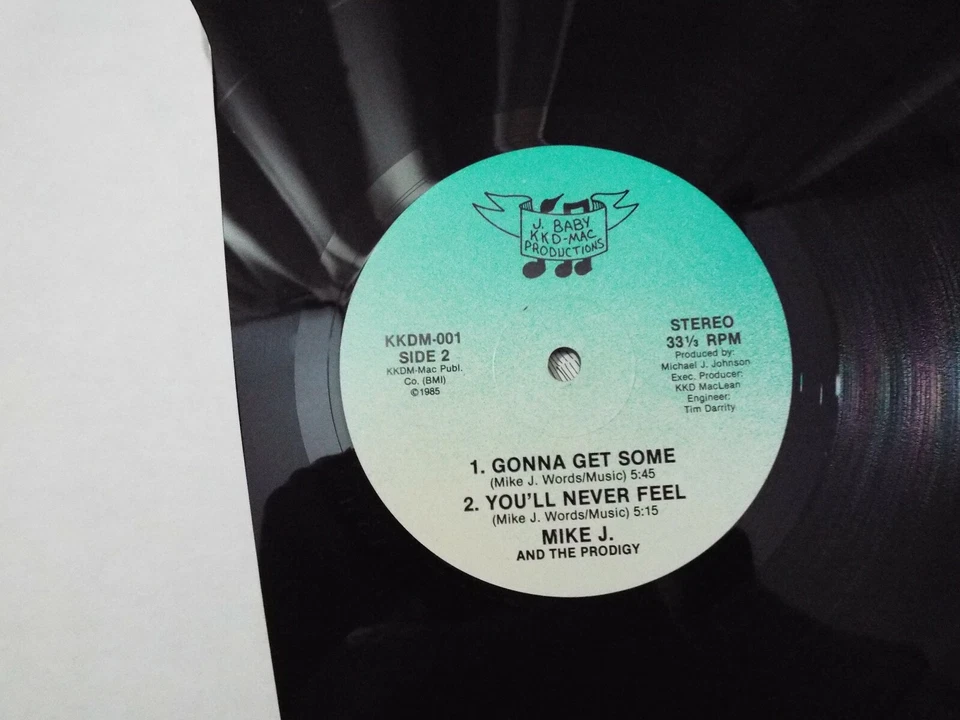 J. BABY
KKD-MAC
PRODUCTIONS
KKDM-001
SIDE 2
KKDM-Mac Publ.
Co. (BMI)
©1985
STEREO
33⅓ RPM
Produced by:
Michael J. Johnson
Exec. Producer:
KKD MacLean
Engineer:
Tim Darrity
1. GONNA GET SOME
(Mike J. Words/Music) 5:45
2. YOU'LL NEVER FEEL
(Mike J. Words/Music) 5:15
MIKE J.
AND THE PRODIGY